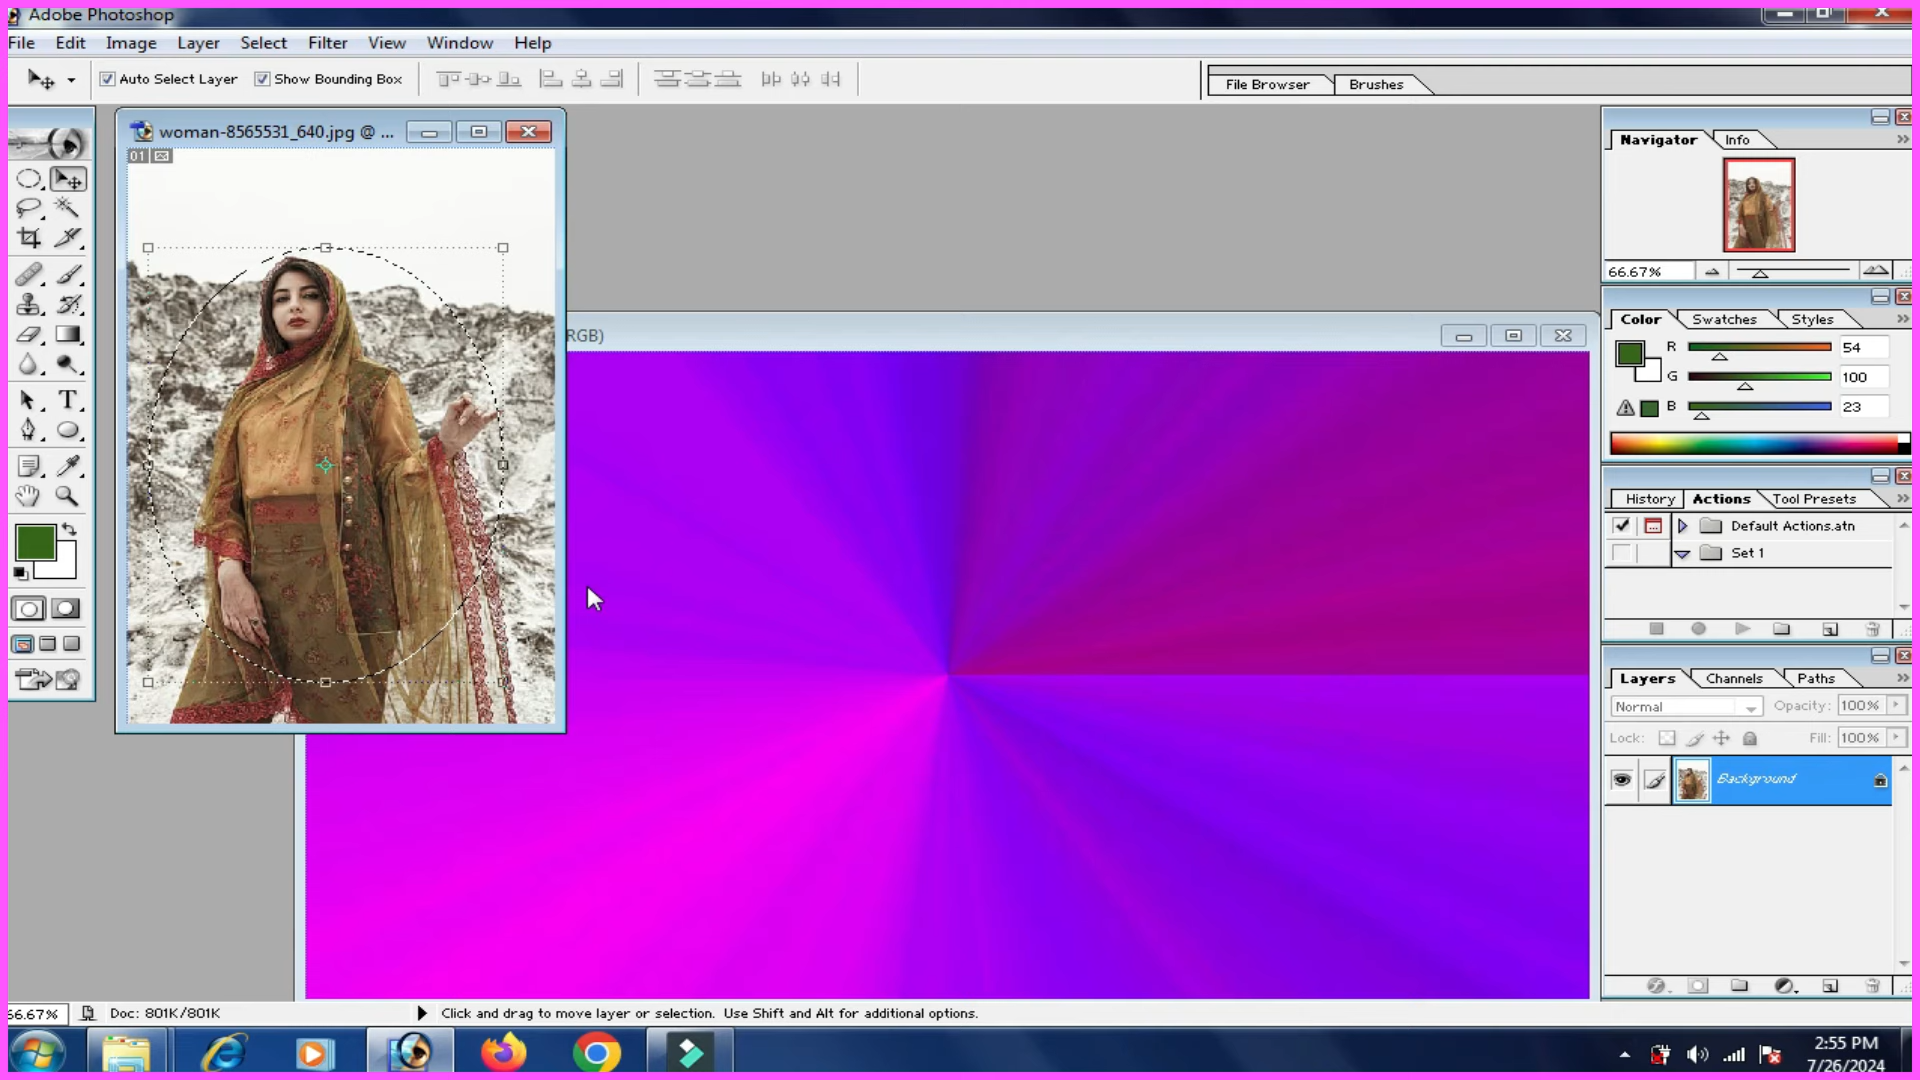 Adobe Photoshop
File Edit Image Layer Select Filter View Window Help
Auto Select Layer Show Bounding Box File Browser Brushes
woman-8565531_640.jpg @ ...
01
RGB)
Navigator Info
66.67%
Color Swatches Styles
R 54
G 100
B 23
History Actions Tool Presets
Default Actions.atn
Set 1
Layers Channels Paths
Normal Opacity: 100%
Lock: Fill: 100%
Background
66.67% Doc: 801K/801K Click and drag to move layer or selection. Use Shift and Alt for additional options.
2:55 PM
7/26/2024